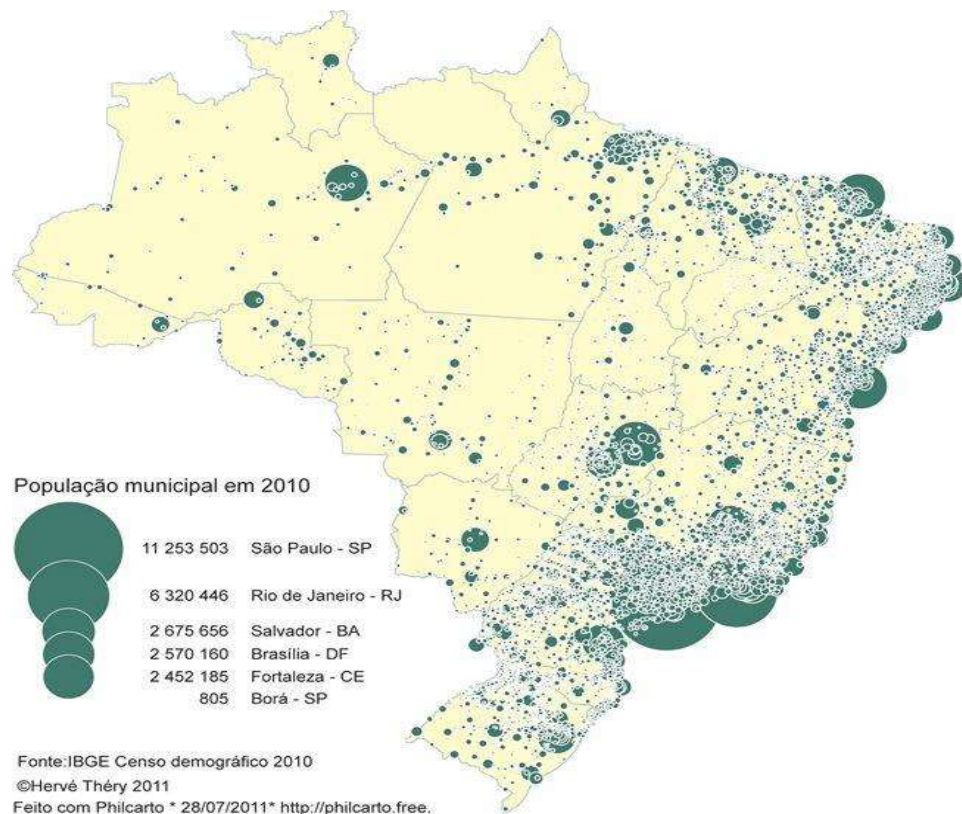 População municipal em 2010
11 253 503 São Paulo - SP
6 320 446 Rio de Janeiro - RJ
2 675 656 Salvador - BA
2 570 160 Brasília - DF
2 452 185 Fortaleza - CE
805 Borá - SP
Fonte:IBGE Censo demográfico 2010
©Hervé Théry 2011
Feito com Philcarto * 28/07/2011* http://philcarto.free.